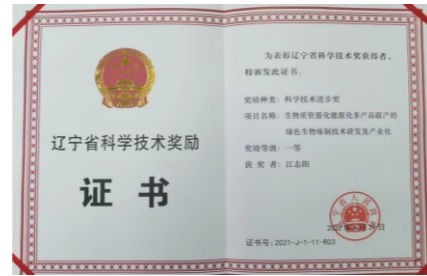 辽宁省科学技术奖励
证书
为表彰辽宁省科学技术奖获得者，
特颁发此证书。
奖励种类：科学技术进步奖
项目名称：生物质资源化能源化多产品联产的
绿色生物炼制技术研发及产业化
奖励等级：一等
获奖者：江志阳
证书号：2021-J-1-11-R03